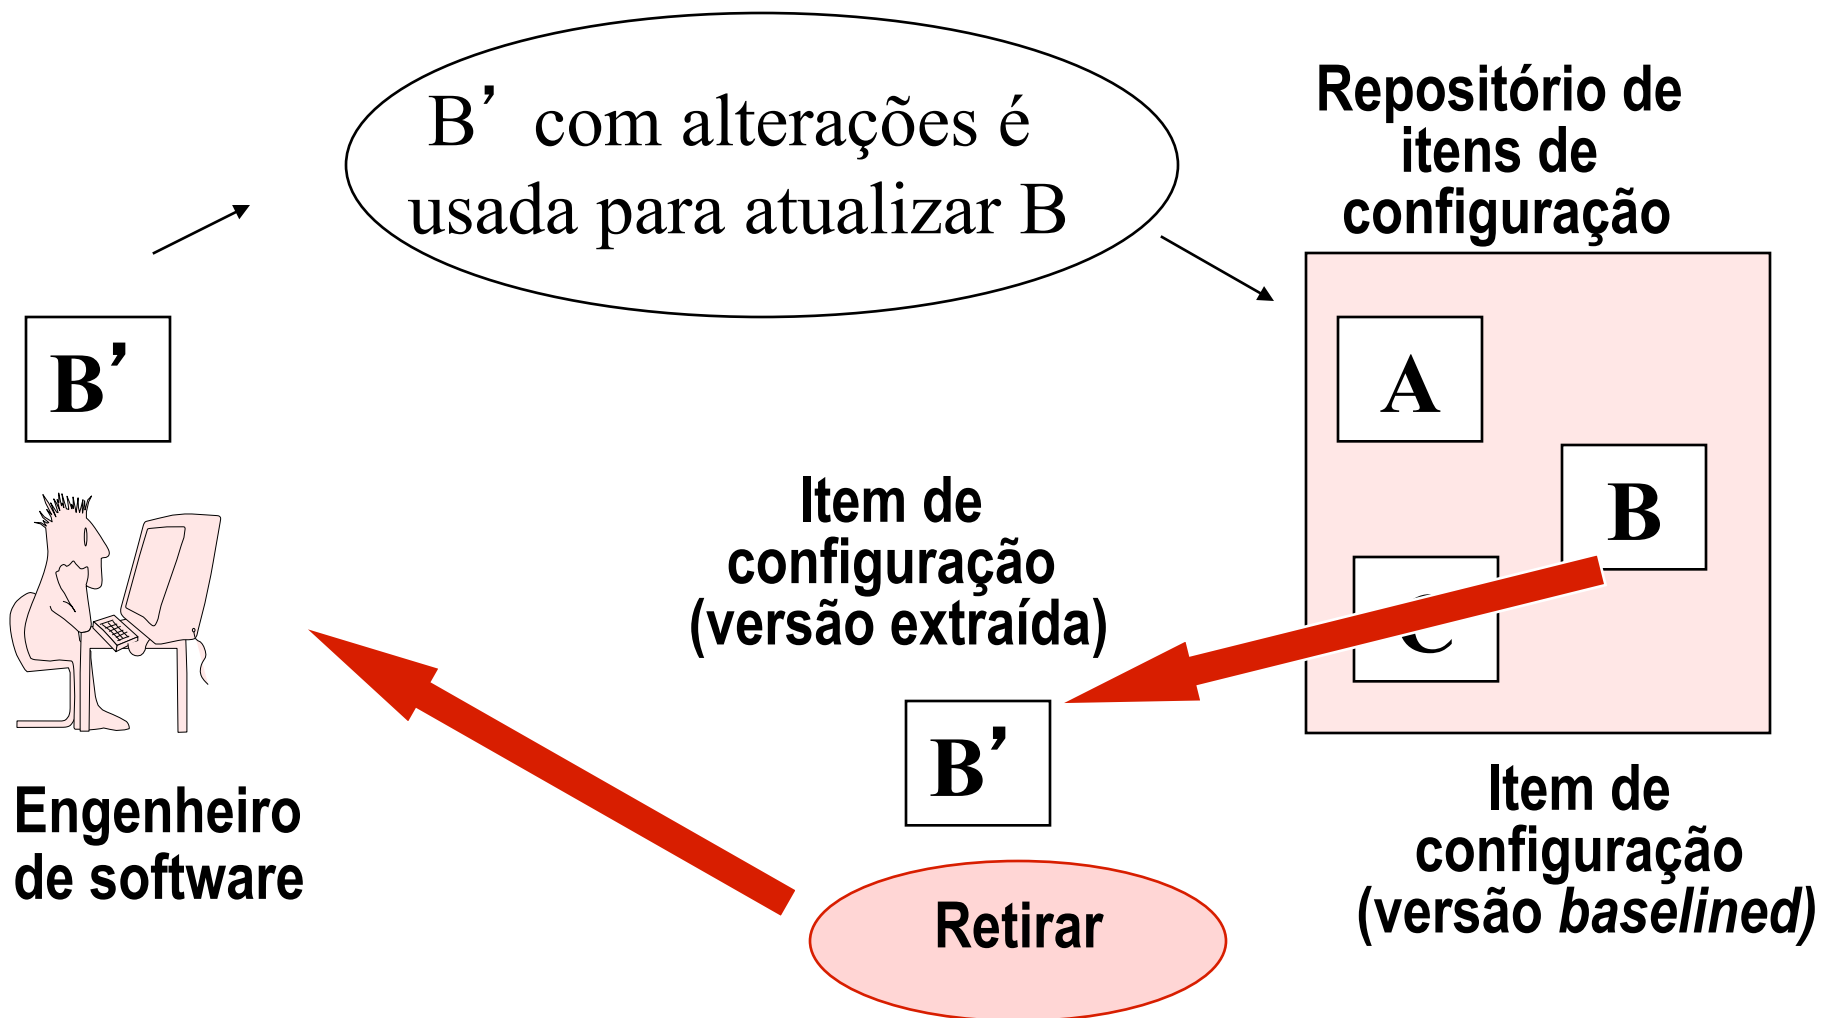 B’ com alterações é
usada para atualizar B
Repositório de
itens de
configuração
B’
A
B
C
Item de
configuração
(versão extraída)
B’
Engenheiro
de software
Retirar
Item de
configuração
(versão baselined)